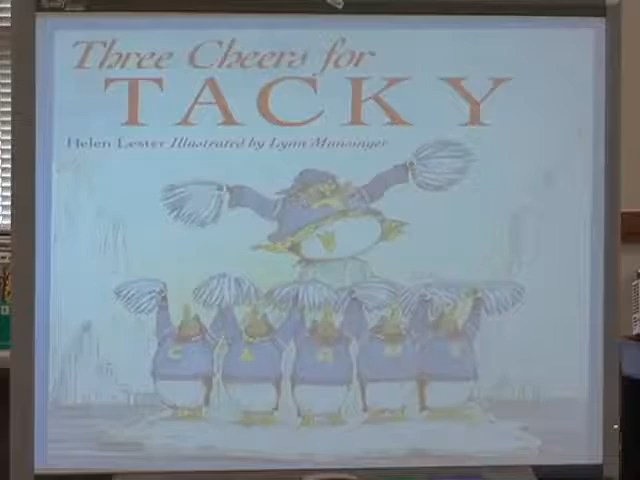 Three Cheers for
TACKY
Helen Lester Illustrated by Lynn Munsinger